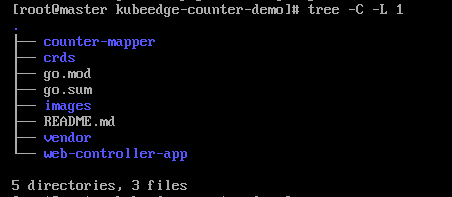 [root@master kubeedge-counter-demo]# tree -C -L 1
.
├── counter-mapper
├── crds
├── go.mod
├── go.sum
├── images
├── README.md
├── vendor
└── web-controller-app
5 directories, 3 files